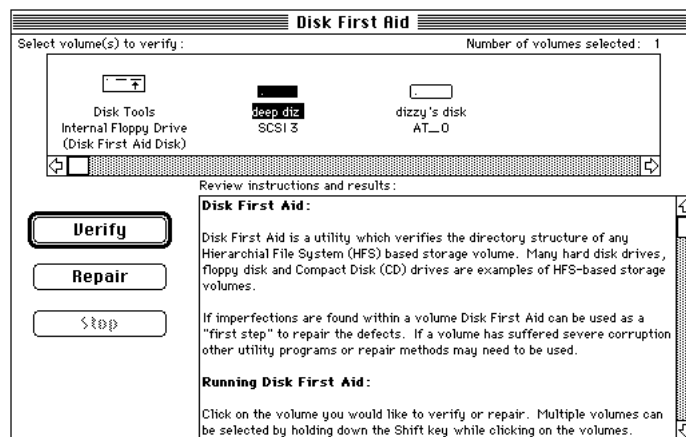 Disk First Aid
Select volume(s) to verify:
Number of volumes selected: 1
Disk Tools
Internal Floppy Drive
(Disk First Aid Disk)
deep diz
SCSI 3
dizzy's disk
AT_0
Review instructions and results:
Verify
Repair
Stop
Disk First Aid:
Disk First Aid is a utility which verifies the directory structure of any
Hierarchial File System (HFS) based storage volume. Many hard disk drives,
floppy disk and Compact Disk (CD) drives are examples of HFS-based storage
volumes.
If imperfections are found within a volume Disk First Aid can be used as a
"first step" to repair the defects. If a volume has suffered severe corruption
other utility programs or repair methods may need to be used.
Running Disk First Aid:
Click on the volume you would like to verify or repair. Multiple volumes can
be selected by holding down the Shift key while clicking on the volumes.